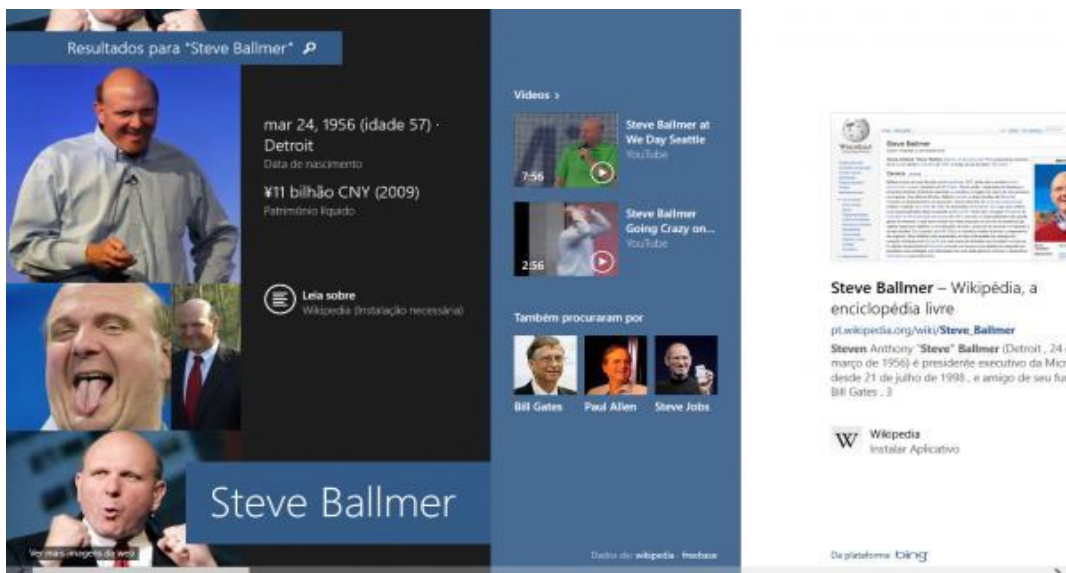 Resultados para "Steve Ballmer"
mar 24, 1956 (idade 57) ·
Detroit
Data de nascimento
¥11 bilhão CNY (2009)
Patrimônio líquido
Leia sobre
Wikipedia (Instalação necessária)
Steve Ballmer
Ver mais imagens da web
Vídeos >
7:56
Steve Ballmer at
We Day Seattle
YouTube
2:56
Steve Ballmer
Going Crazy on...
YouTube
Também procuraram por
Bill Gates
Paul Allen
Steve Jobs
Dados de: wikipedia · freebase
Steve Ballmer – Wikipédia, a
enciclopédia livre
pt.wikipedia.org/wiki/Steve_Ballmer
Steven Anthony "Steve" Ballmer (Detroit , 24
março de 1956) é presidente executivo da Micr
desde 21 de julho de 1998 , e amigo de seu fu
Bill Gates . 3
W
Wikipedia
Instalar Aplicativo
Da plataforma: bing